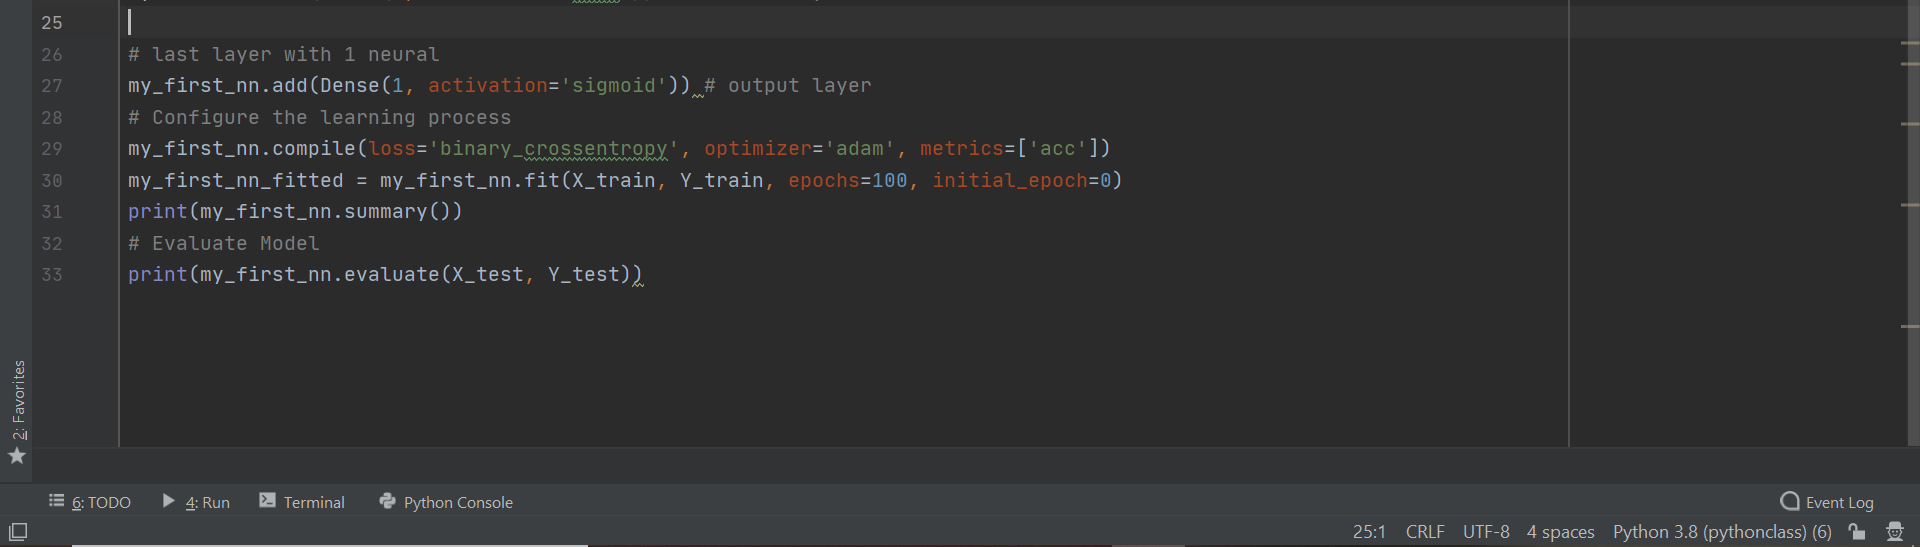 25
26 # last layer with 1 neural
27 my_first_nn.add(Dense(1, activation='sigmoid')) # output layer
28 # Configure the learning process
29 my_first_nn.compile(loss='binary_crossentropy', optimizer='adam', metrics=['acc'])
30 my_first_nn_fitted = my_first_nn.fit(X_train, Y_train, epochs=100, initial_epoch=0)
31 print(my_first_nn.summary())
32 # Evaluate Model
33 print(my_first_nn.evaluate(X_test, Y_test))
2: Favorites
6: TODO 4: Run Terminal Python Console Event Log
25:1 CRLF UTF-8 4 spaces Python 3.8 (pythonclass) (6)